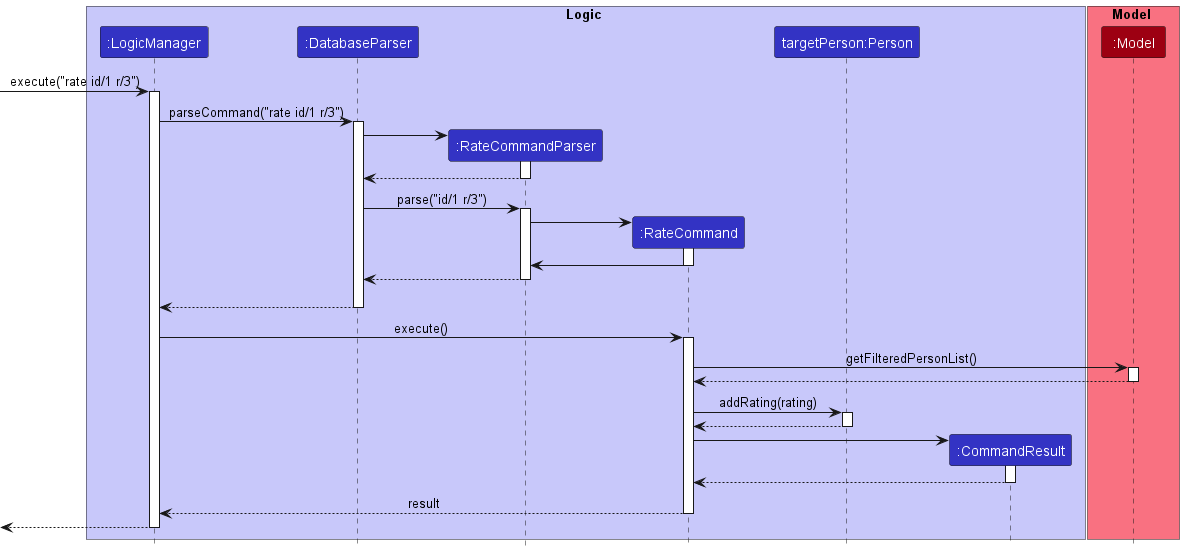 Logic
Model
:LogicManager
:DatabaseParser
targetPerson:Person
:Model
execute("rate id/1 r/3")
parseCommand("rate id/1 r/3")
:RateCommandParser
parse("id/1 r/3")
:RateCommand
execute()
getFilteredPersonList()
addRating(rating)
:CommandResult
result